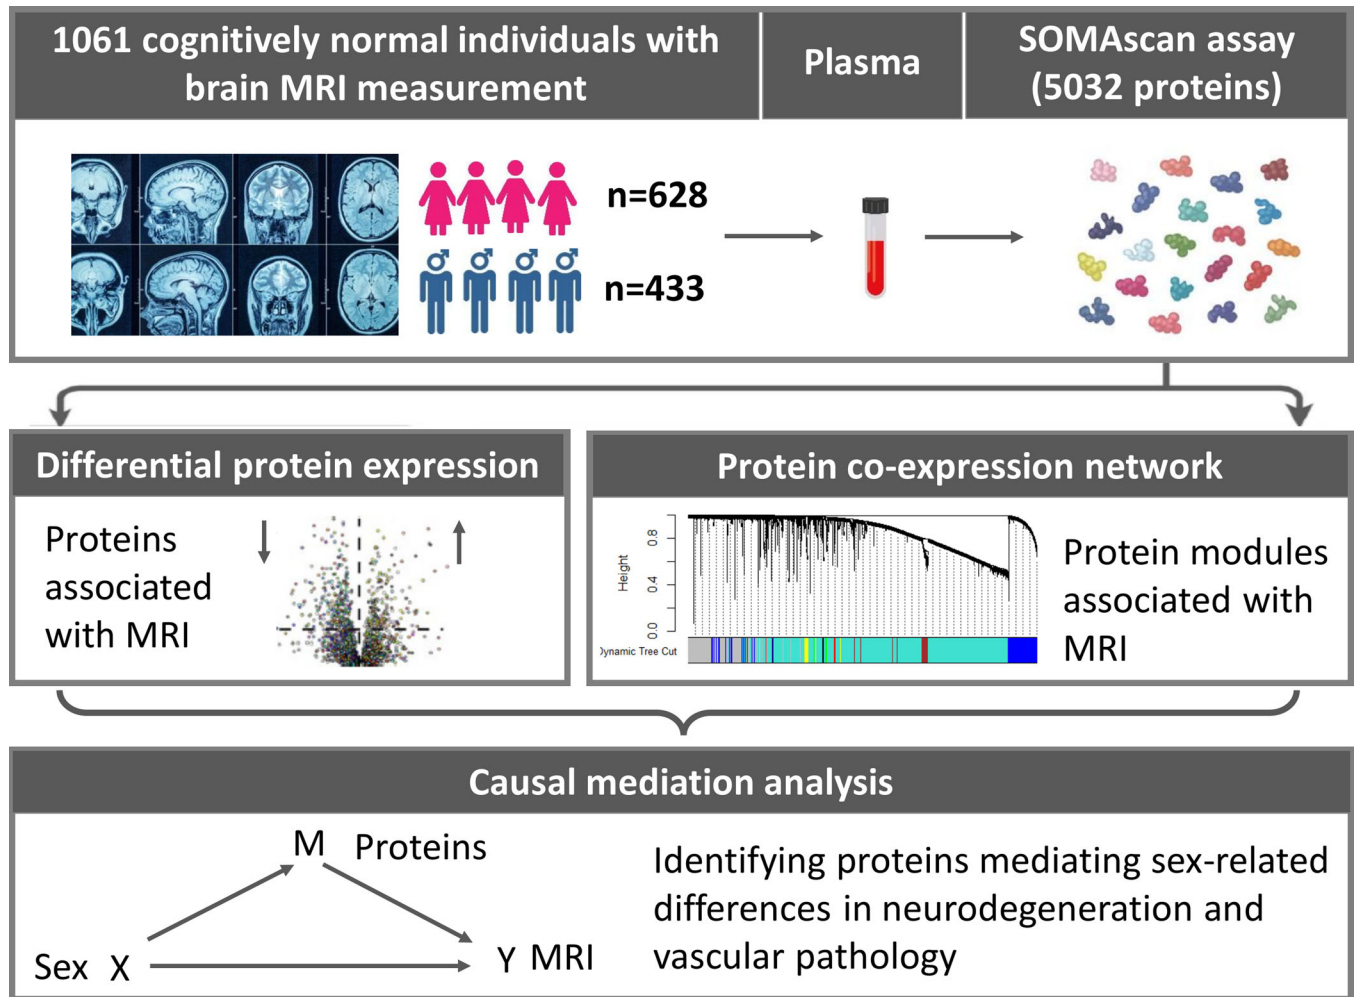 1061 cognitively normal individuals with
brain MRI measurement
Plasma
SOMAscan assay
(5032 proteins)
n=628
n=433
Differential protein expression
Proteins
associated
with MRI
Protein co-expression network
Height
0.8
0.4
0.0
Dynamic Tree Cut
Protein modules
associated with
MRI
Causal mediation analysis
M Proteins
Sex X
Y MRI
Identifying proteins mediating sex-related
differences in neurodegeneration and
vascular pathology